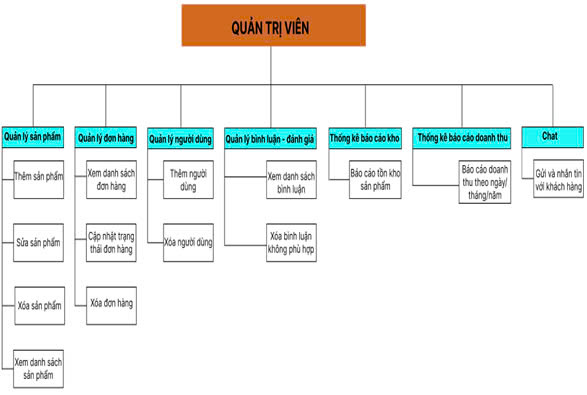 QUẢN TRỊ VIÊN
Quản lý sản phẩm
Quản lý đơn hàng
Quản lý người dùng
Quản lý bình luận - đánh giá
Thống kê báo cáo kho
Thống kê báo cáo doanh thu
Chat
Thêm sản phẩm
Xem danh sách
đơn hàng
Thêm người
dùng
Xem danh sách
bình luận
Báo cáo tồn kho
sản phẩm
Báo cáo doanh
thu theo ngày/
tháng/năm
Gửi và nhắn tin
với khách hàng
Sửa sản phẩm
Cập nhật trạng
thái đơn hàng
Xóa người dùng
Xóa bình luận
không phù hợp
Xóa sản phẩm
Xóa đơn hàng
Xem danh sách
sản phẩm